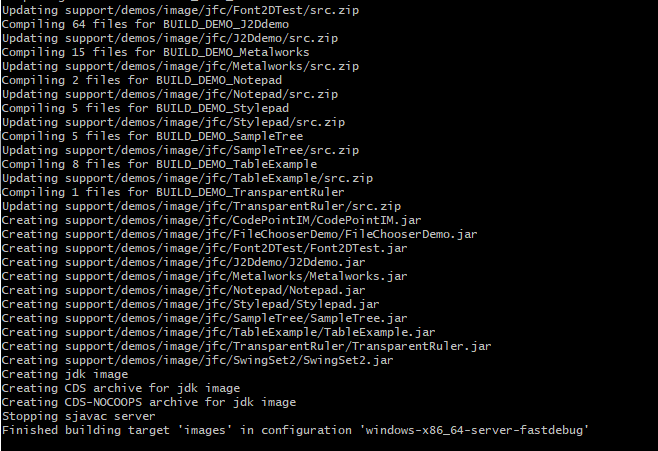 Updating support/demos/image/jfc/Font2DTest/src.zip
Compiling 64 files for BUILD_DEMO_J2Ddemo
Updating support/demos/image/jfc/J2Ddemo/src.zip
Compiling 15 files for BUILD_DEMO_Metalworks
Updating support/demos/image/jfc/Metalworks/src.zip
Compiling 2 files for BUILD_DEMO_Notepad
Updating support/demos/image/jfc/Notepad/src.zip
Compiling 5 files for BUILD_DEMO_Stylepad
Updating support/demos/image/jfc/Stylepad/src.zip
Compiling 5 files for BUILD_DEMO_SampleTree
Updating support/demos/image/jfc/SampleTree/src.zip
Compiling 8 files for BUILD_DEMO_TableExample
Updating support/demos/image/jfc/TableExample/src.zip
Compiling 1 files for BUILD_DEMO_TransparentRuler
Updating support/demos/image/jfc/TransparentRuler/src.zip
Creating support/demos/image/jfc/CodePointIM/CodePointIM.jar
Creating support/demos/image/jfc/FileChooserDemo/FileChooserDemo.jar
Creating support/demos/image/jfc/Font2DTest/Font2DTest.jar
Creating support/demos/image/jfc/J2Ddemo/J2Ddemo.jar
Creating support/demos/image/jfc/Metalworks/Metalworks.jar
Creating support/demos/image/jfc/Notepad/Notepad.jar
Creating support/demos/image/jfc/Stylepad/Stylepad.jar
Creating support/demos/image/jfc/SampleTree/SampleTree.jar
Creating support/demos/image/jfc/TableExample/TableExample.jar
Creating support/demos/image/jfc/TransparentRuler/TransparentRuler.jar
Creating support/demos/image/jfc/SwingSet2/SwingSet2.jar
Creating jdk image
Creating CDS archive for jdk image
Creating CDS-NOCOOPS archive for jdk image
Stopping sjavac server
Finished building target 'images' in configuration 'windows-x86_64-server-fastdebug'